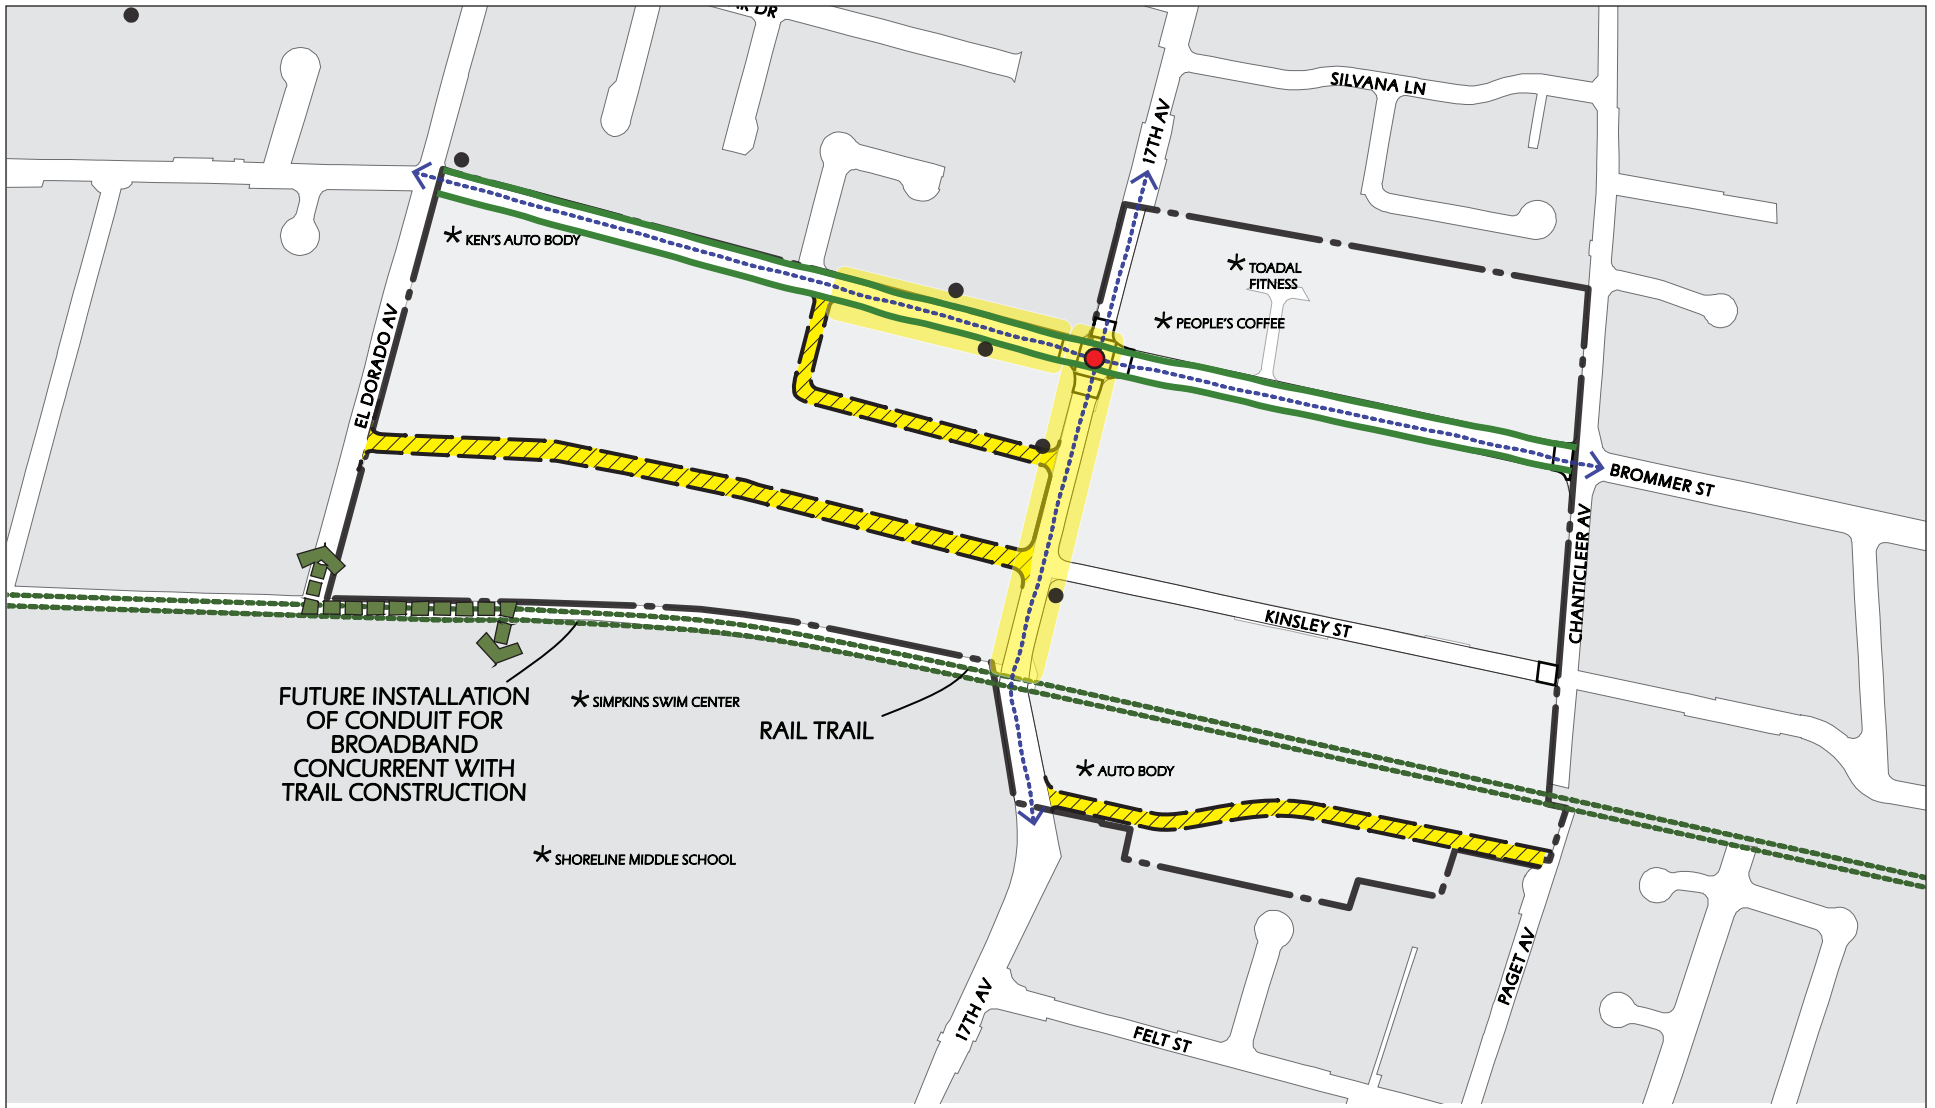 DR
SILVANA LN
17TH AV
KEN'S AUTO BODY
TOADAL
FITNESS
PEOPLE'S COFFEE
EL DORADO AV
BROMMER ST
CHANTICLEER AV
KINSLEY ST
FUTURE INSTALLATION
OF CONDUIT FOR
BROADBAND
CONCURRENT WITH
TRAIL CONSTRUCTION
SIMPKINS SWIM CENTER
RAIL TRAIL
AUTO BODY
SHORELINE MIDDLE SCHOOL
PAGET AV
17TH AV
FELT ST